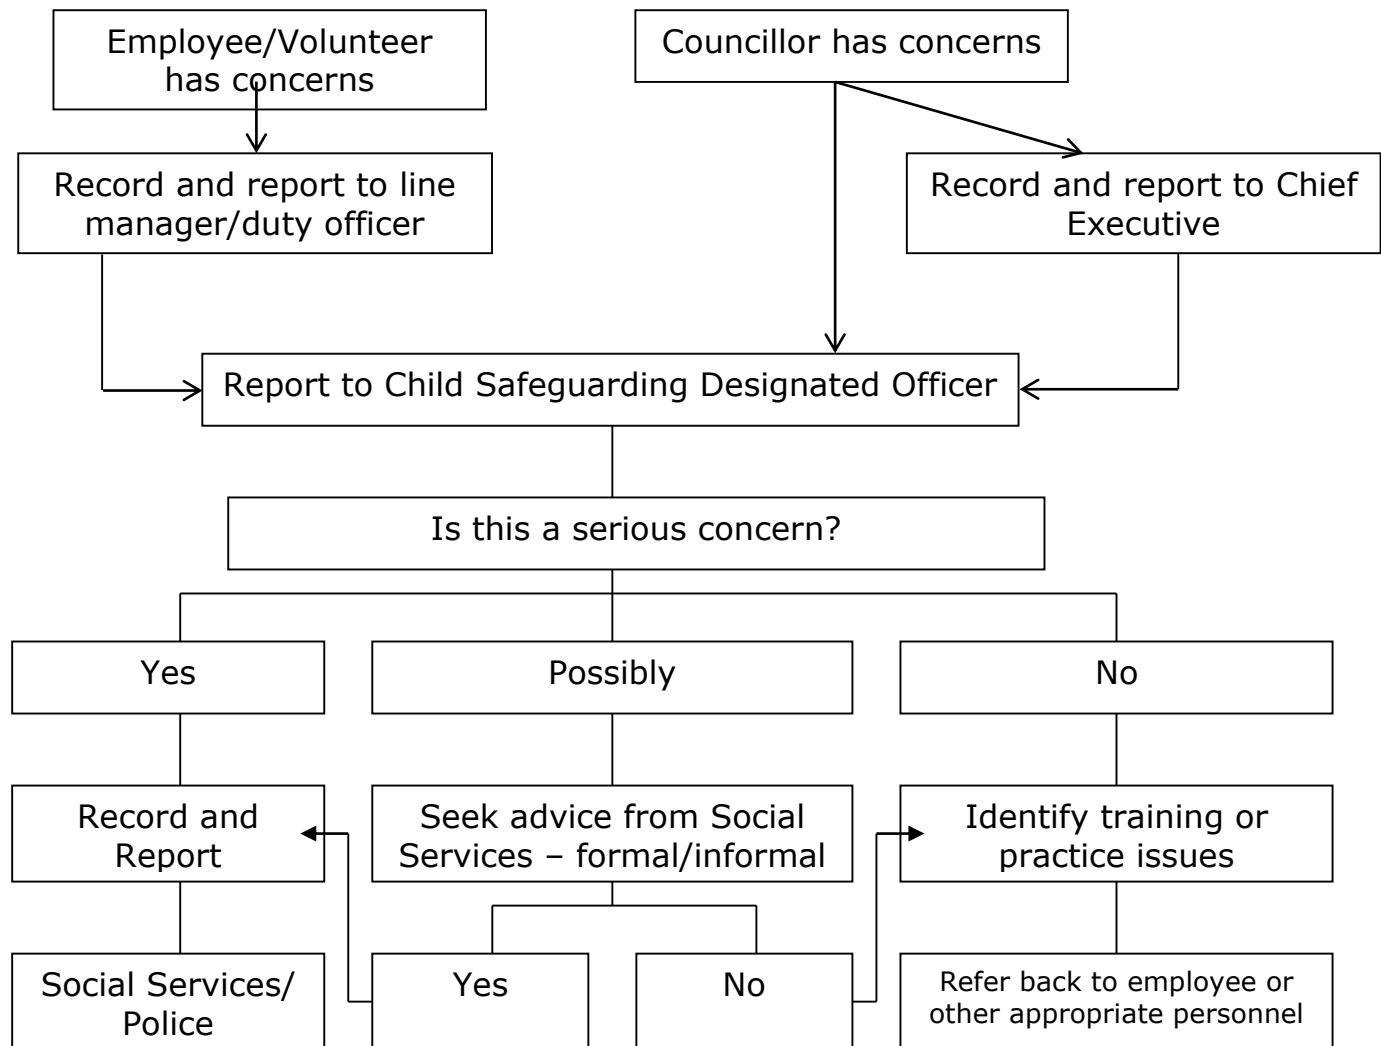 Employee/Volunteer
has concerns
Councillor has concerns
Record and report to line
manager/duty officer
Record and report to Chief
Executive
Report to Child Safeguarding Designated Officer
Is this a serious concern?
Yes
Possibly
No
Record and
Report
Seek advice from Social
Services – formal/informal
Identify training or
practice issues
Social Services/
Police
Yes
No
Refer back to employee or
other appropriate personnel